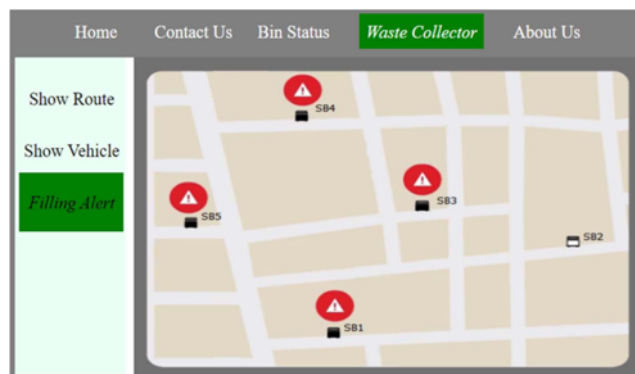 Home Contact Us Bin Status Waste Collector About Us
Show Route
Show Vehicle
Filling Alert
SB4
SB3
SB5
SB2
SB1